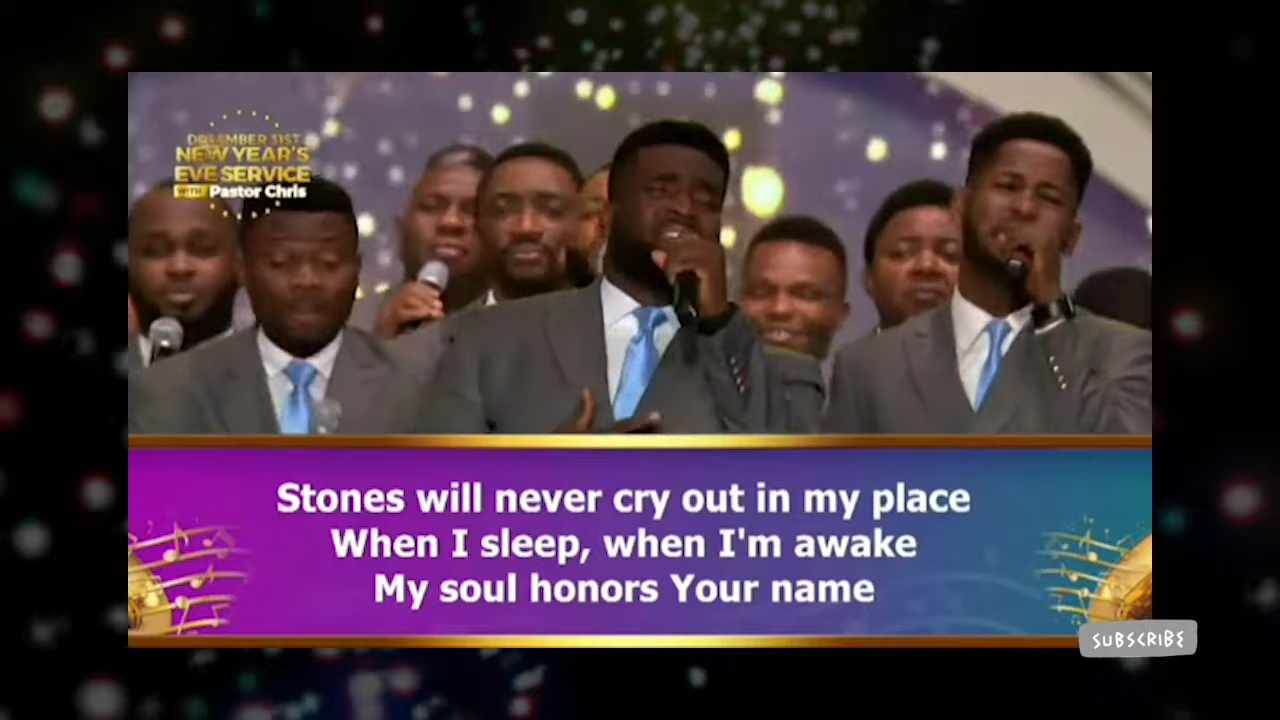 DECEMBER 31ST
NEW YEAR'S
EVE SERVICE
WITH Pastor Chris
Stones will never cry out in my place
When I sleep, when I'm awake
My soul honors Your name
SUBSCRIBE